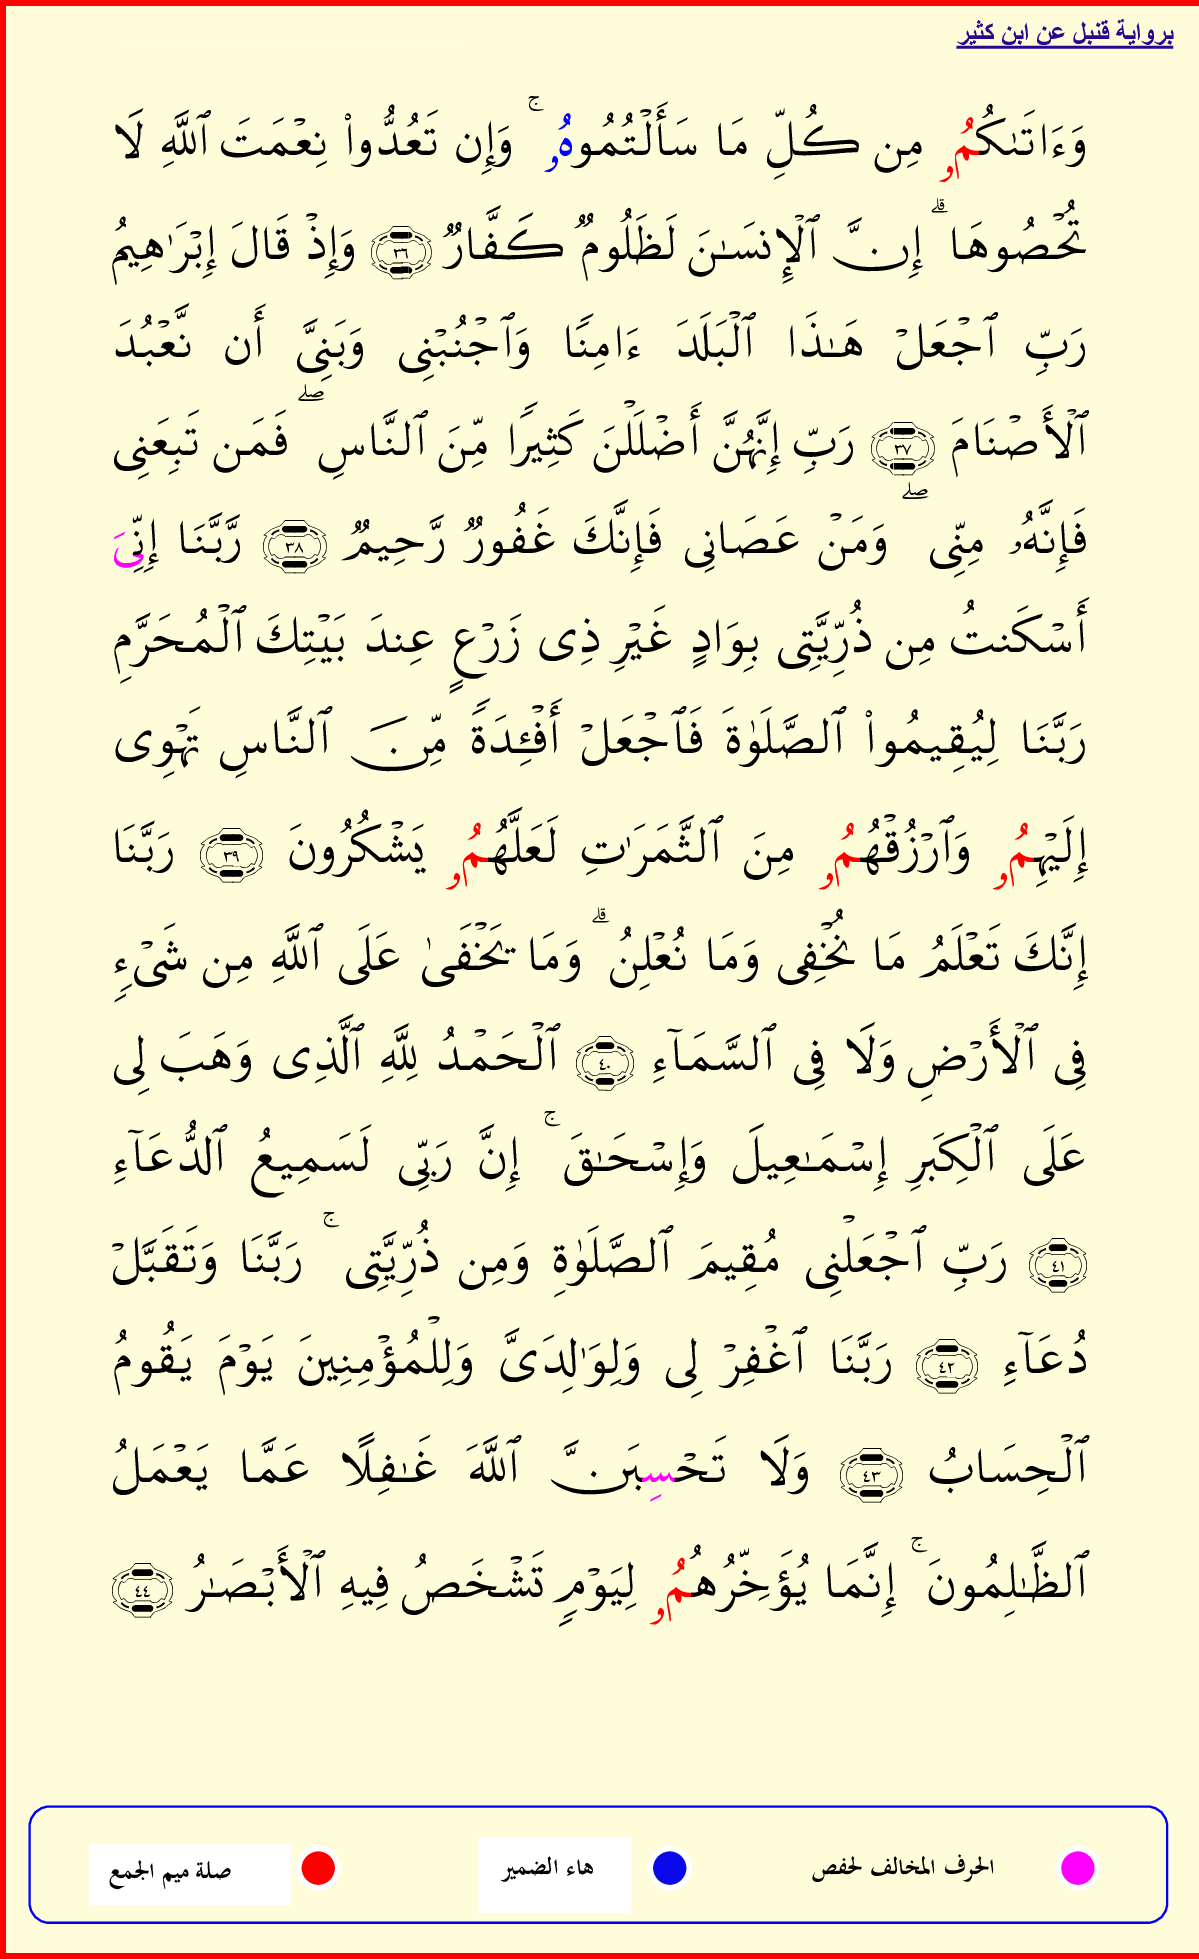 برواية قنبل عن ابن كثير
وَءَاتَىٰكُمُۥ مِن كُلِّ مَا سَأَلْتُمُوهُۥ ۚ وَإِن تَعُدُّوا۟ نِعْمَتَ ٱللَّهِ لَا
تُحْصُوهَا ۗ إِنَّ ٱلْإِنسَـٰنَ لَظَلُومٌ كَفَّارٌ ٣٦ وَإِذْ قَالَ إِبْرَٰهِيمُ
رَبِّ ٱجْعَلْ هَـٰذَا ٱلْبَلَدَ ءَامِنًا وَٱجْنُبْنِى وَبَنِىَّ أَن نَّعْبُدَ
ٱلْأَصْنَامَ ٣٧ رَبِّ إِنَّهُنَّ أَضْلَلْنَ كَثِيرًا مِّنَ ٱلنَّاسِ ۖ فَمَن تَبِعَنِى
فَإِنَّهُۥ مِنِّى ۖ وَمَنْ عَصَانِى فَإِنَّكَ غَفُورٌ رَّحِيمٌ ٣٨ رَّبَّنَا إِنِّىَ
أَسْكَنتُ مِن ذُرِّيَّتِى بِوَادٍ غَيْرِ ذِى زَرْعٍ عِندَ بَيْتِكَ ٱلْمُحَرَّمِ
رَبَّنَا لِيُقِيمُوا۟ ٱلصَّلَوٰةَ فَٱجْعَلْ أَفْـِٔدَةً مِّنَ ٱلنَّاسِ تَهْوِى
إِلَيْهِمُۥ وَٱرْزُقْهُمُۥ مِنَ ٱلثَّمَرَٰتِ لَعَلَّهُمُۥ يَشْكُرُونَ ٣٩ رَبَّنَا
إِنَّكَ تَعْلَمُ مَا نُخْفِى وَمَا نُعْلِنُ ۗ وَمَا يَخْفَىٰ عَلَى ٱللَّهِ مِن شَىْءٍ
فِى ٱلْأَرْضِ وَلَا فِى ٱلسَّمَآءِ ٤٠ ٱلْحَمْدُ لِلَّهِ ٱلَّذِى وَهَبَ لِى
عَلَى ٱلْكِبَرِ إِسْمَـٰعِيلَ وَإِسْحَـٰقَ ۚ إِنَّ رَبِّى لَسَمِيعُ ٱلدُّعَآءِ
٤١ رَبِّ ٱجْعَلْنِى مُقِيمَ ٱلصَّلَوٰةِ وَمِن ذُرِّيَّتِى ۚ رَبَّنَا وَتَقَبَّلْ
دُعَآءِ ٤٢ رَبَّنَا ٱغْفِرْ لِى وَلِوَٰلِدَىَّ وَلِلْمُؤْمِنِينَ يَوْمَ يَقُومُ
ٱلْحِسَابُ ٤٣ وَلَا تَحْسِبَنَّ ٱللَّهَ غَـٰفِلًا عَمَّا يَعْمَلُ
ٱلظَّـٰلِمُونَ ۚ إِنَّمَا يُؤَخِّرُهُمُۥ لِيَوْمٍ تَشْخَصُ فِيهِ ٱلْأَبْصَـٰرُ ٤٤
الحرف المخالف لحفص هاء الضمير صلة ميم الجمع